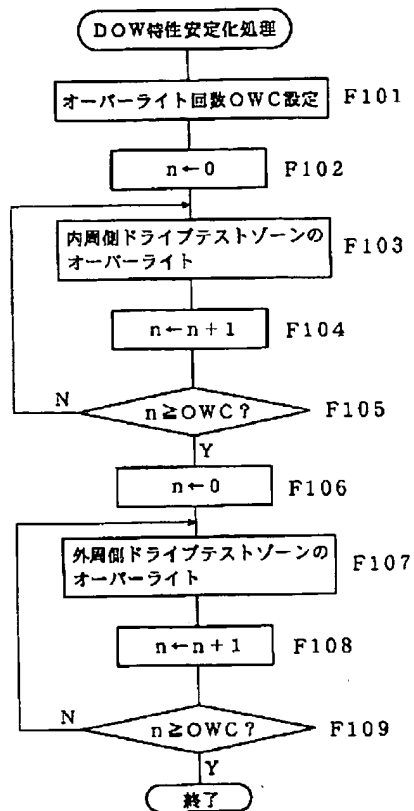 DOW特性安定化処理
オーバーライト回数OWC設定 F101
n←0 F102
内周側ドライブテストゾーンの
オーバーライト F103
n←n+1 F104
N
n≧OWC? F105
Y
n←0 F106
外周側ドライブテストゾーンの
オーバーライト F107
n←n+1 F108
N
n≧OWC? F109
Y
終了